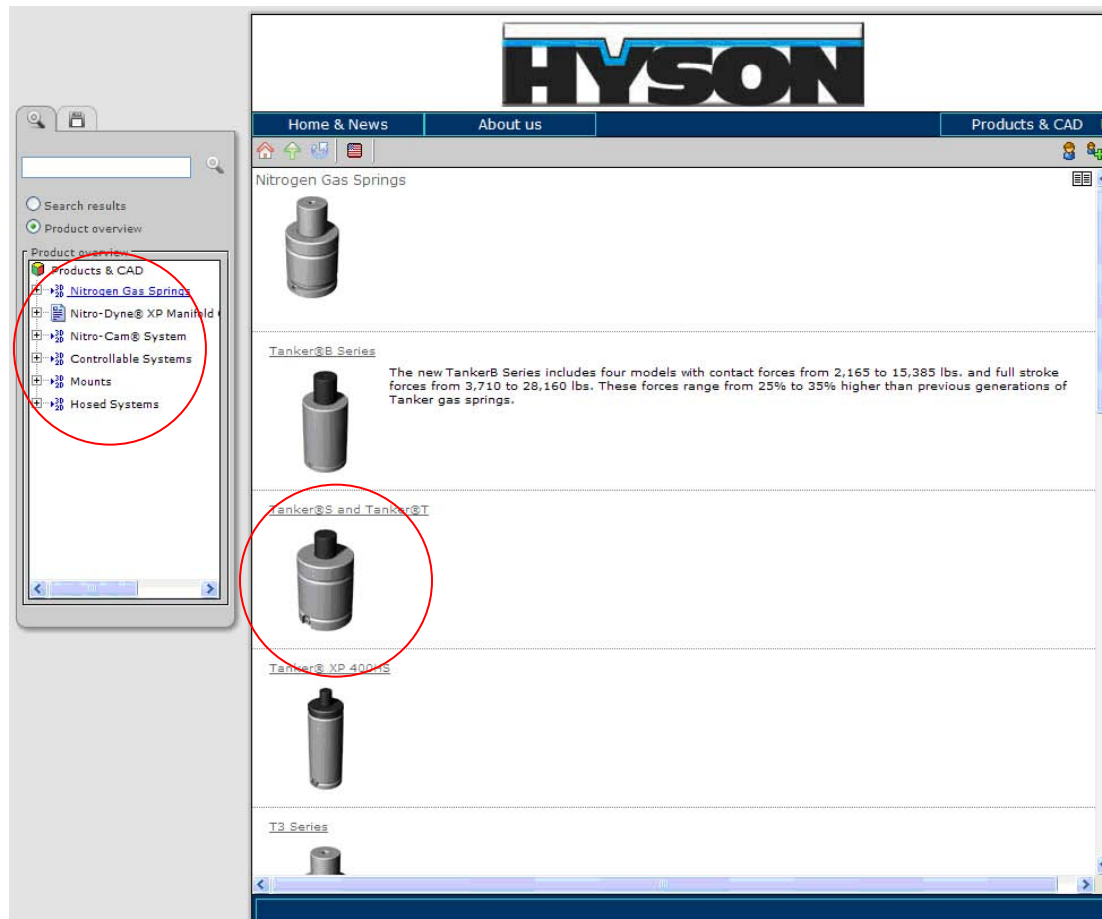 HYSON
Home & News
About us
Products & CAD
Search results
Product overview
Product overview
Products & CAD
Nitrogen Gas Springs
Nitro-Dyne® XP Manifold
Nitro-Cam® System
Controllable Systems
Mounts
Hosed Systems
Nitrogen Gas Springs
Tanker®B Series
The new TankerB Series includes four models with contact forces from 2,165 to 15,385 lbs. and full stroke
forces from 3,710 to 28,160 lbs. These forces range from 25% to 35% higher than previous generations of
Tanker gas springs.
Tanker®S and Tanker®T
Tanker® XP 400HS
T3 Series